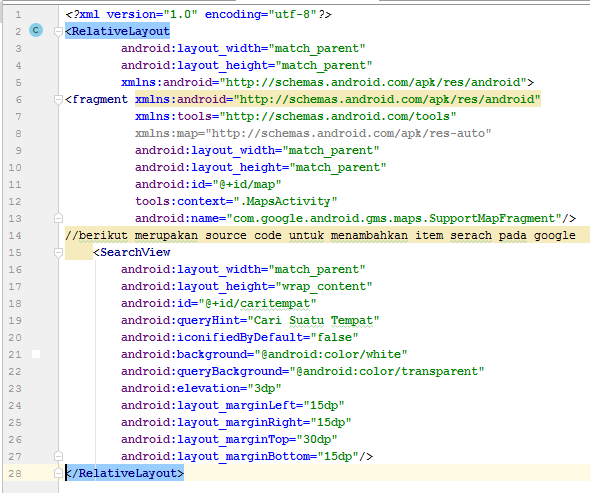 1 <?xml version="1.0" encoding="utf-8"?>
2 C <RelativeLayout
3 android:layout_width="match_parent"
4 android:layout_height="match_parent"
5 xmlns:android="http://schemas.android.com/apk/res/android">
6 <fragment xmlns:android="http://schemas.android.com/apk/res/android"
7 xmlns:tools="http://schemas.android.com/tools"
8 xmlns:map="http://schemas.android.com/apk/res-auto"
9 android:layout_width="match_parent"
10 android:layout_height="match_parent"
11 android:id="@+id/map"
12 tools:context=".MapsActivity"
13 android:name="com.google.android.gms.maps.SupportMapFragment"/>
14 //berikut merupakan source code untuk menambahkan item serach pada google
15 <SearchView
16 android:layout_width="match_parent"
17 android:layout_height="wrap_content"
18 android:id="@+id/caritempat"
19 android:queryHint="Cari Suatu Tempat"
20 android:iconifiedByDefault="false"
21 android:background="@android:color/white"
22 android:queryBackground="@android:color/transparent"
23 android:elevation="3dp"
24 android:layout_marginLeft="15dp"
25 android:layout_marginRight="15dp"
26 android:layout_marginTop="30dp"
27 android:layout_marginBottom="15dp"/>
28 </RelativeLayout>